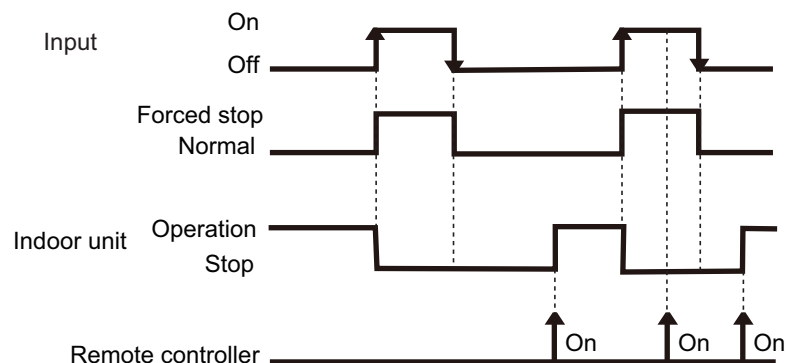 On
Input
Off
Forced stop
Normal
Operation
Indoor unit
Stop
On
On
On
Remote controller